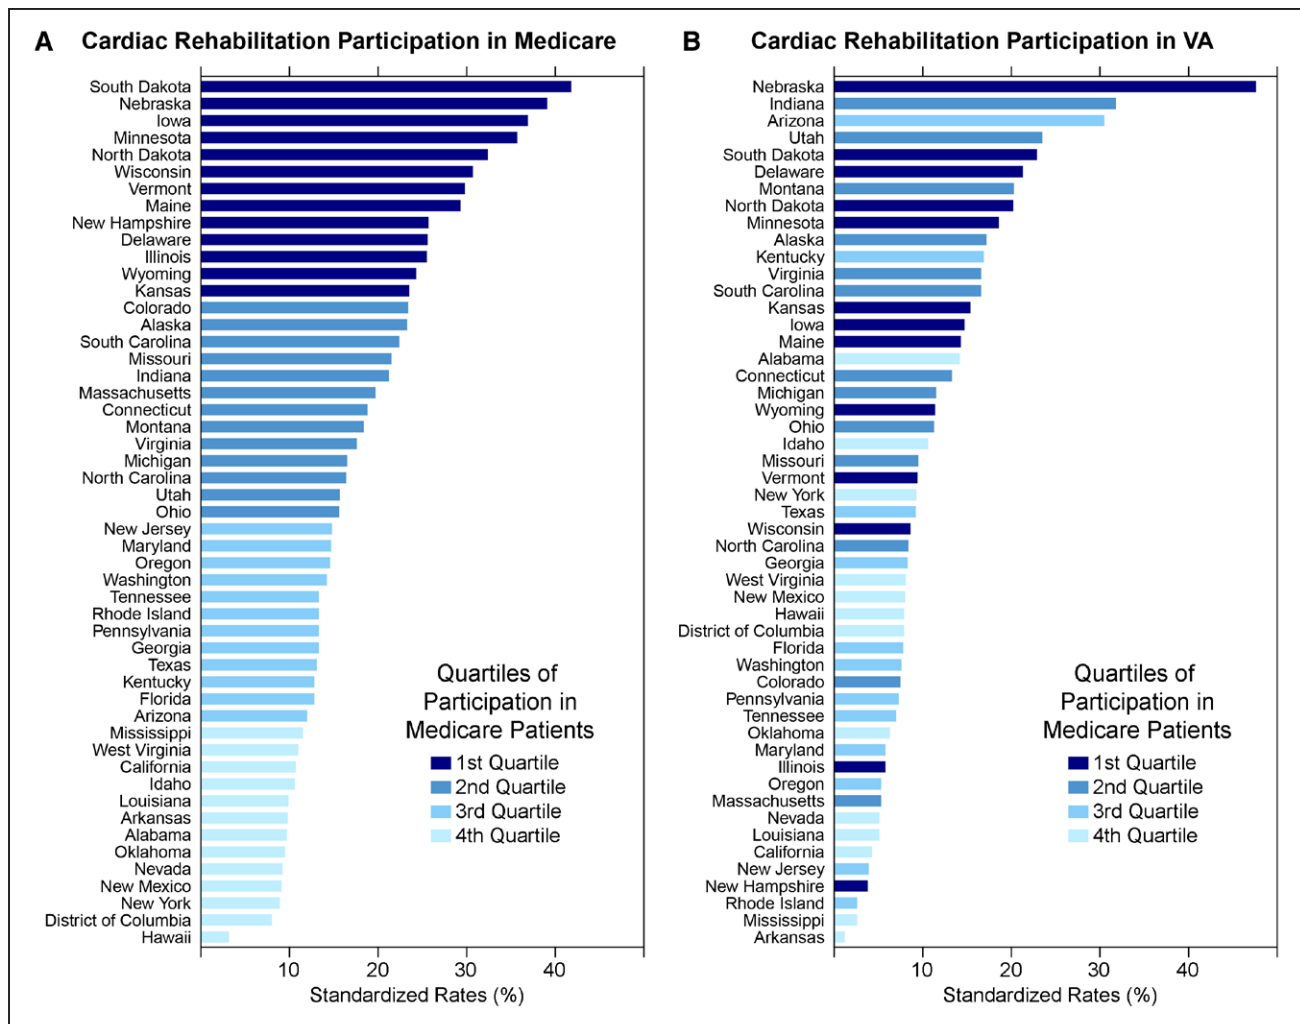 A Cardiac Rehabilitation Participation in Medicare
South Dakota
Nebraska
Iowa
Minnesota
North Dakota
Wisconsin
Vermont
Maine
New Hampshire
Delaware
Illinois
Wyoming
Kansas
Colorado
Alaska
South Carolina
Missouri
Indiana
Massachusetts
Connecticut
Montana
Virginia
Michigan
North Carolina
Utah
Ohio
New Jersey
Maryland
Oregon
Washington
Tennessee
Rhode Island
Pennsylvania
Georgia
Texas
Kentucky
Florida
Arizona
Mississippi
West Virginia
California
Idaho
Louisiana
Arkansas
Alabama
Oklahoma
Nevada
New Mexico
New York
District of Columbia
Hawaii
Quartiles of
Participation in
Medicare Patients
1st Quartile
2nd Quartile
3rd Quartile
4th Quartile
10 20 30 40
Standardized Rates (%)
B Cardiac Rehabilitation Participation in VA
Nebraska
Indiana
Arizona
Utah
South Dakota
Delaware
Montana
North Dakota
Minnesota
Alaska
Kentucky
Virginia
South Carolina
Kansas
Iowa
Maine
Alabama
Connecticut
Michigan
Wyoming
Ohio
Idaho
Missouri
Vermont
New York
Texas
Wisconsin
North Carolina
Georgia
West Virginia
New Mexico
Hawaii
District of Columbia
Florida
Washington
Colorado
Pennsylvania
Tennessee
Oklahoma
Maryland
Illinois
Oregon
Massachusetts
Nevada
Louisiana
California
New Jersey
New Hampshire
Rhode Island
Mississippi
Arkansas
Quartiles of
Participation in
Medicare Patients
1st Quartile
2nd Quartile
3rd Quartile
4th Quartile
10 20 30 40
Standardized Rates (%)